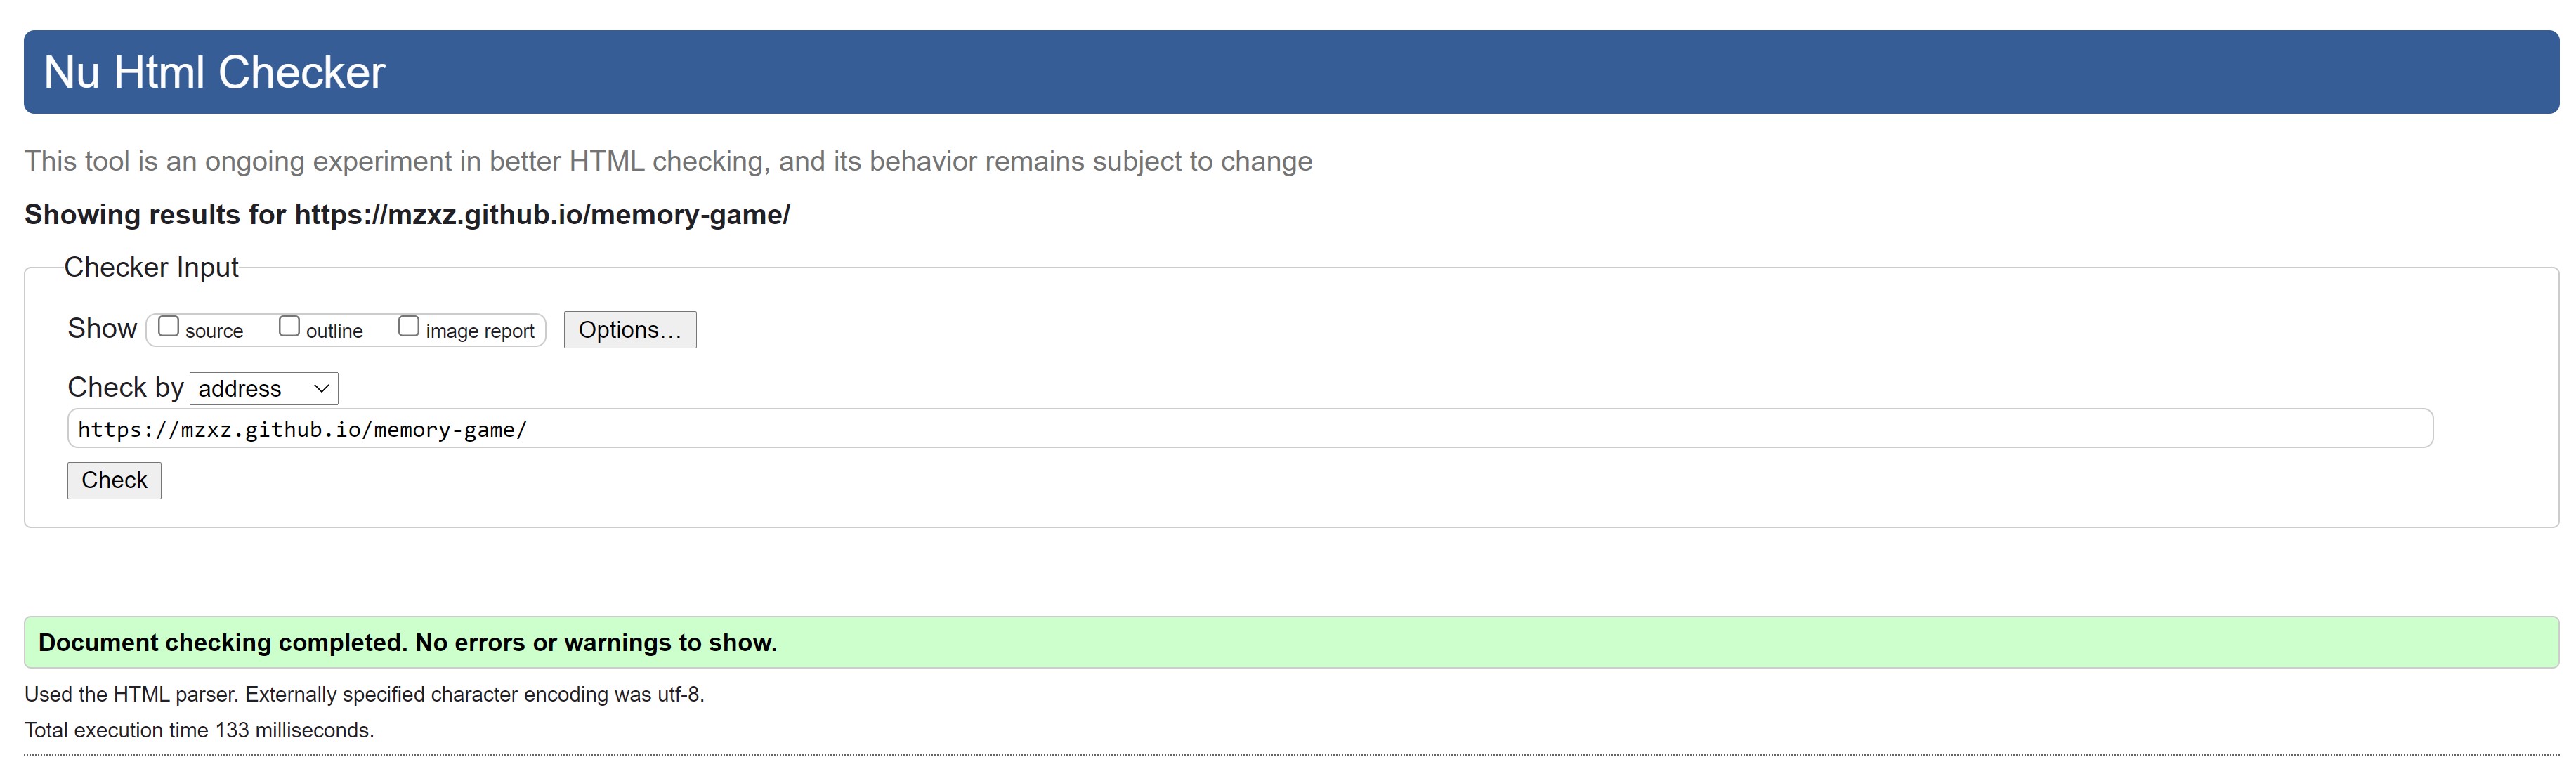 Nu Html Checker
This tool is an ongoing experiment in better HTML checking, and its behavior remains subject to change
Showing results for https://mzxz.github.io/memory-game/
Checker Input
Show source outline image report Options...
Check by address
https://mzxz.github.io/memory-game/
Check
Document checking completed. No errors or warnings to show.
Used the HTML parser. Externally specified character encoding was utf-8.
Total execution time 133 milliseconds.